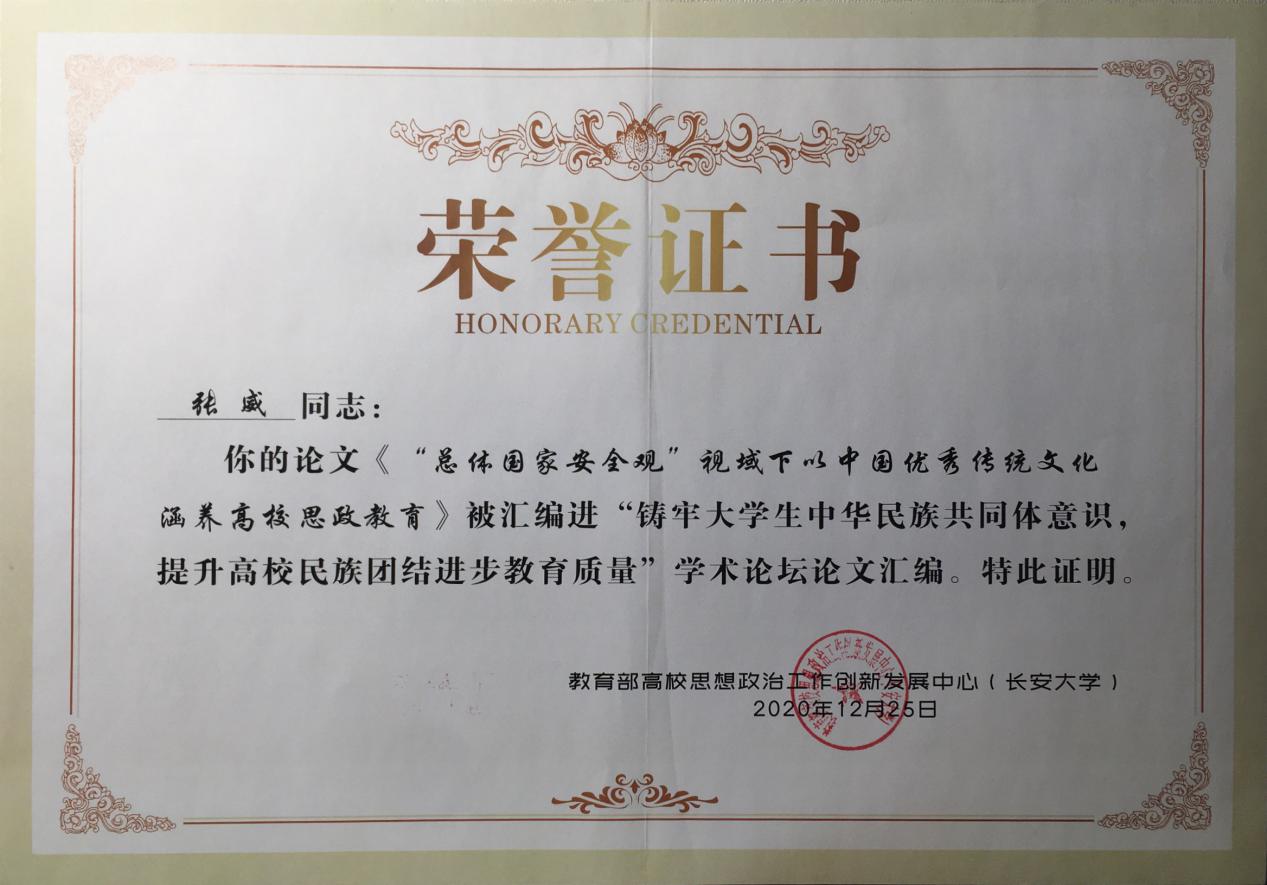 荣誉证书
HONORARY CREDENTIAL
张威 同志：
你的论文《“总体国家安全观”视域下以中国优秀传统文化
涵养高校思政教育》被汇编进“铸牢大学生中华民族共同体意识，
提升高校民族团结进步教育质量”学术论坛论文汇编。特此证明。
教育部高校思想政治工作创新发展中心（长安大学）
2020年12月25日